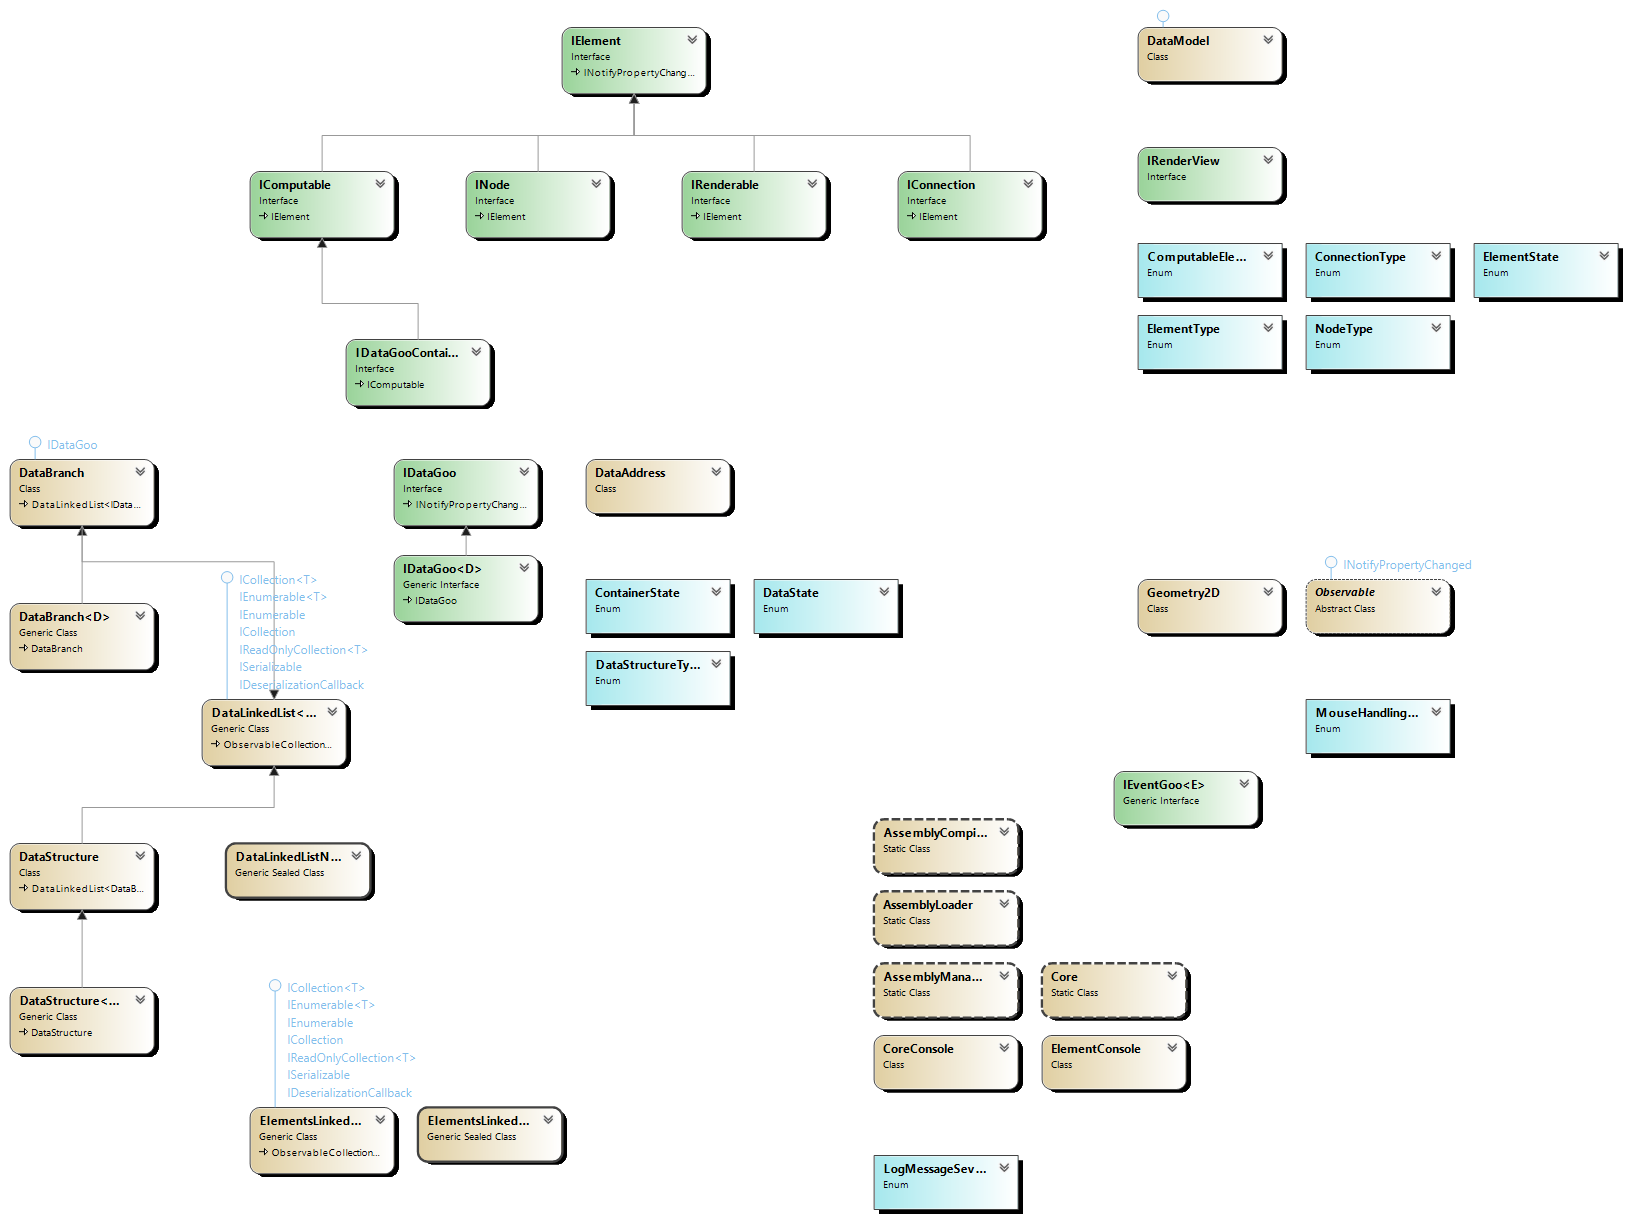 IElement
Interface
INotifyPropertyChang...
DataModel
Class
IRenderView
Interface
IComputable
Interface
IElement
INode
Interface
IElement
IRenderable
Interface
IElement
IConnection
Interface
IElement
ComputableEle...
Enum
ConnectionType
Enum
ElementState
Enum
ElementType
Enum
NodeType
Enum
IDataGooContai...
Interface
IComputable
IDataGoo
DataBranch
Class
DataLinkedList<IData...
IDataGoo
Interface
INotifyPropertyChang...
DataAddress
Class
IDataGoo<D>
Generic Interface
IDataGoo
ContainerState
Enum
DataState
Enum
DataStructureTy...
Enum
Geometry2D
Class
INotifyPropertyChanged
Observable
Abstract Class
DataBranch<D>
Generic Class
DataBranch
ICollection<T>
IEnumerable<T>
IEnumerable
ICollection
IReadOnlyCollection<T>
ISerializable
IDeserializationCallback
DataLinkedList<...
Generic Class
ObservableCollection...
MouseHandling...
Enum
IEventGoo<E>
Generic Interface
DataStructure
Class
DataLinkedList<DataB...
DataLinkedListN...
Generic Sealed Class
AssemblyCompi...
Static Class
AssemblyLoader
Static Class
AssemblyMana...
Static Class
Core
Static Class
CoreConsole
Class
ElementConsole
Class
DataStructure<...
Generic Class
DataStructure
ICollection<T>
IEnumerable<T>
IEnumerable
ICollection
IReadOnlyCollection<T>
ISerializable
IDeserializationCallback
ElementsLinked...
Generic Class
ObservableCollection...
ElementsLinked...
Generic Sealed Class
LogMessageSev...
Enum